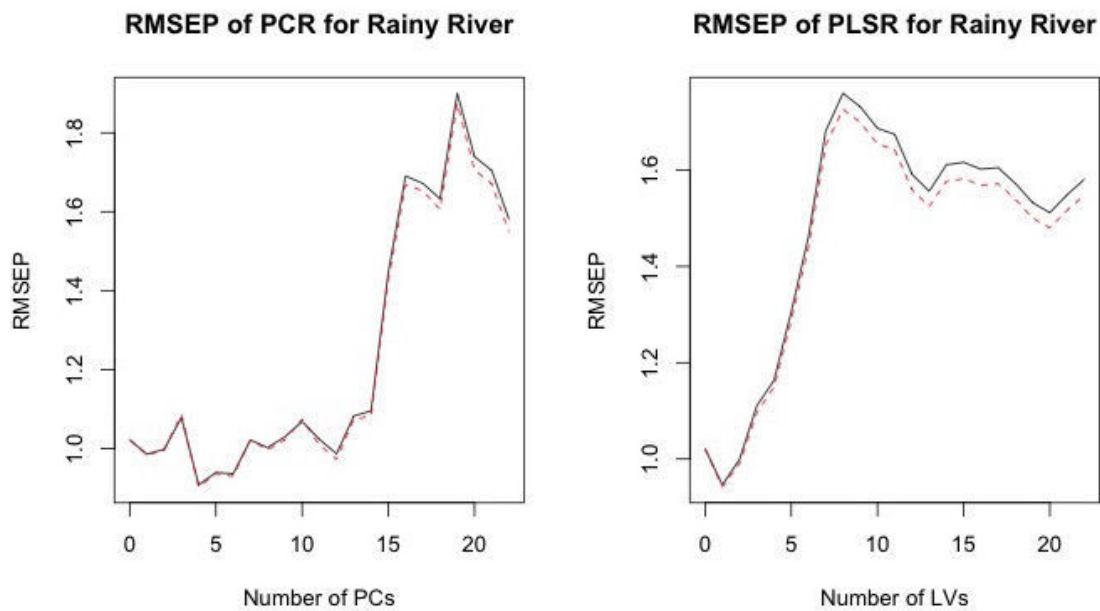 RMSEP of PCR for Rainy River
RMSEP
1.8
1.6
1.4
1.2
1.0
0 5 10 15 20
Number of PCs
RMSEP of PLSR for Rainy River
RMSEP
1.6
1.4
1.2
1.0
0 5 10 15 20
Number of LVs